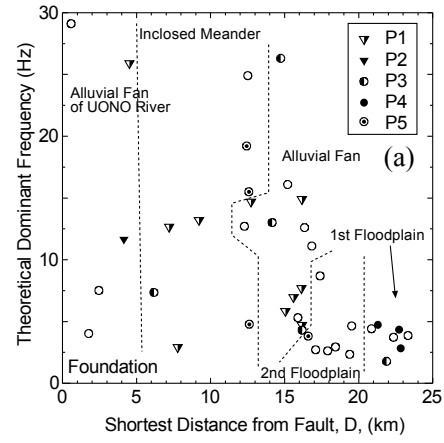 30
20
10
0
0
5
10
15
20
25
Theoretical Dominant Frequency (Hz)
Shortest Distance from Fault, D, (km)
Inclosed Meander
Alluvial Fan
of UONO River
P1
P2
P3
P4
P5
(a)
Alluvial Fan
1st Floodplain
Foundation
2nd Floodplain